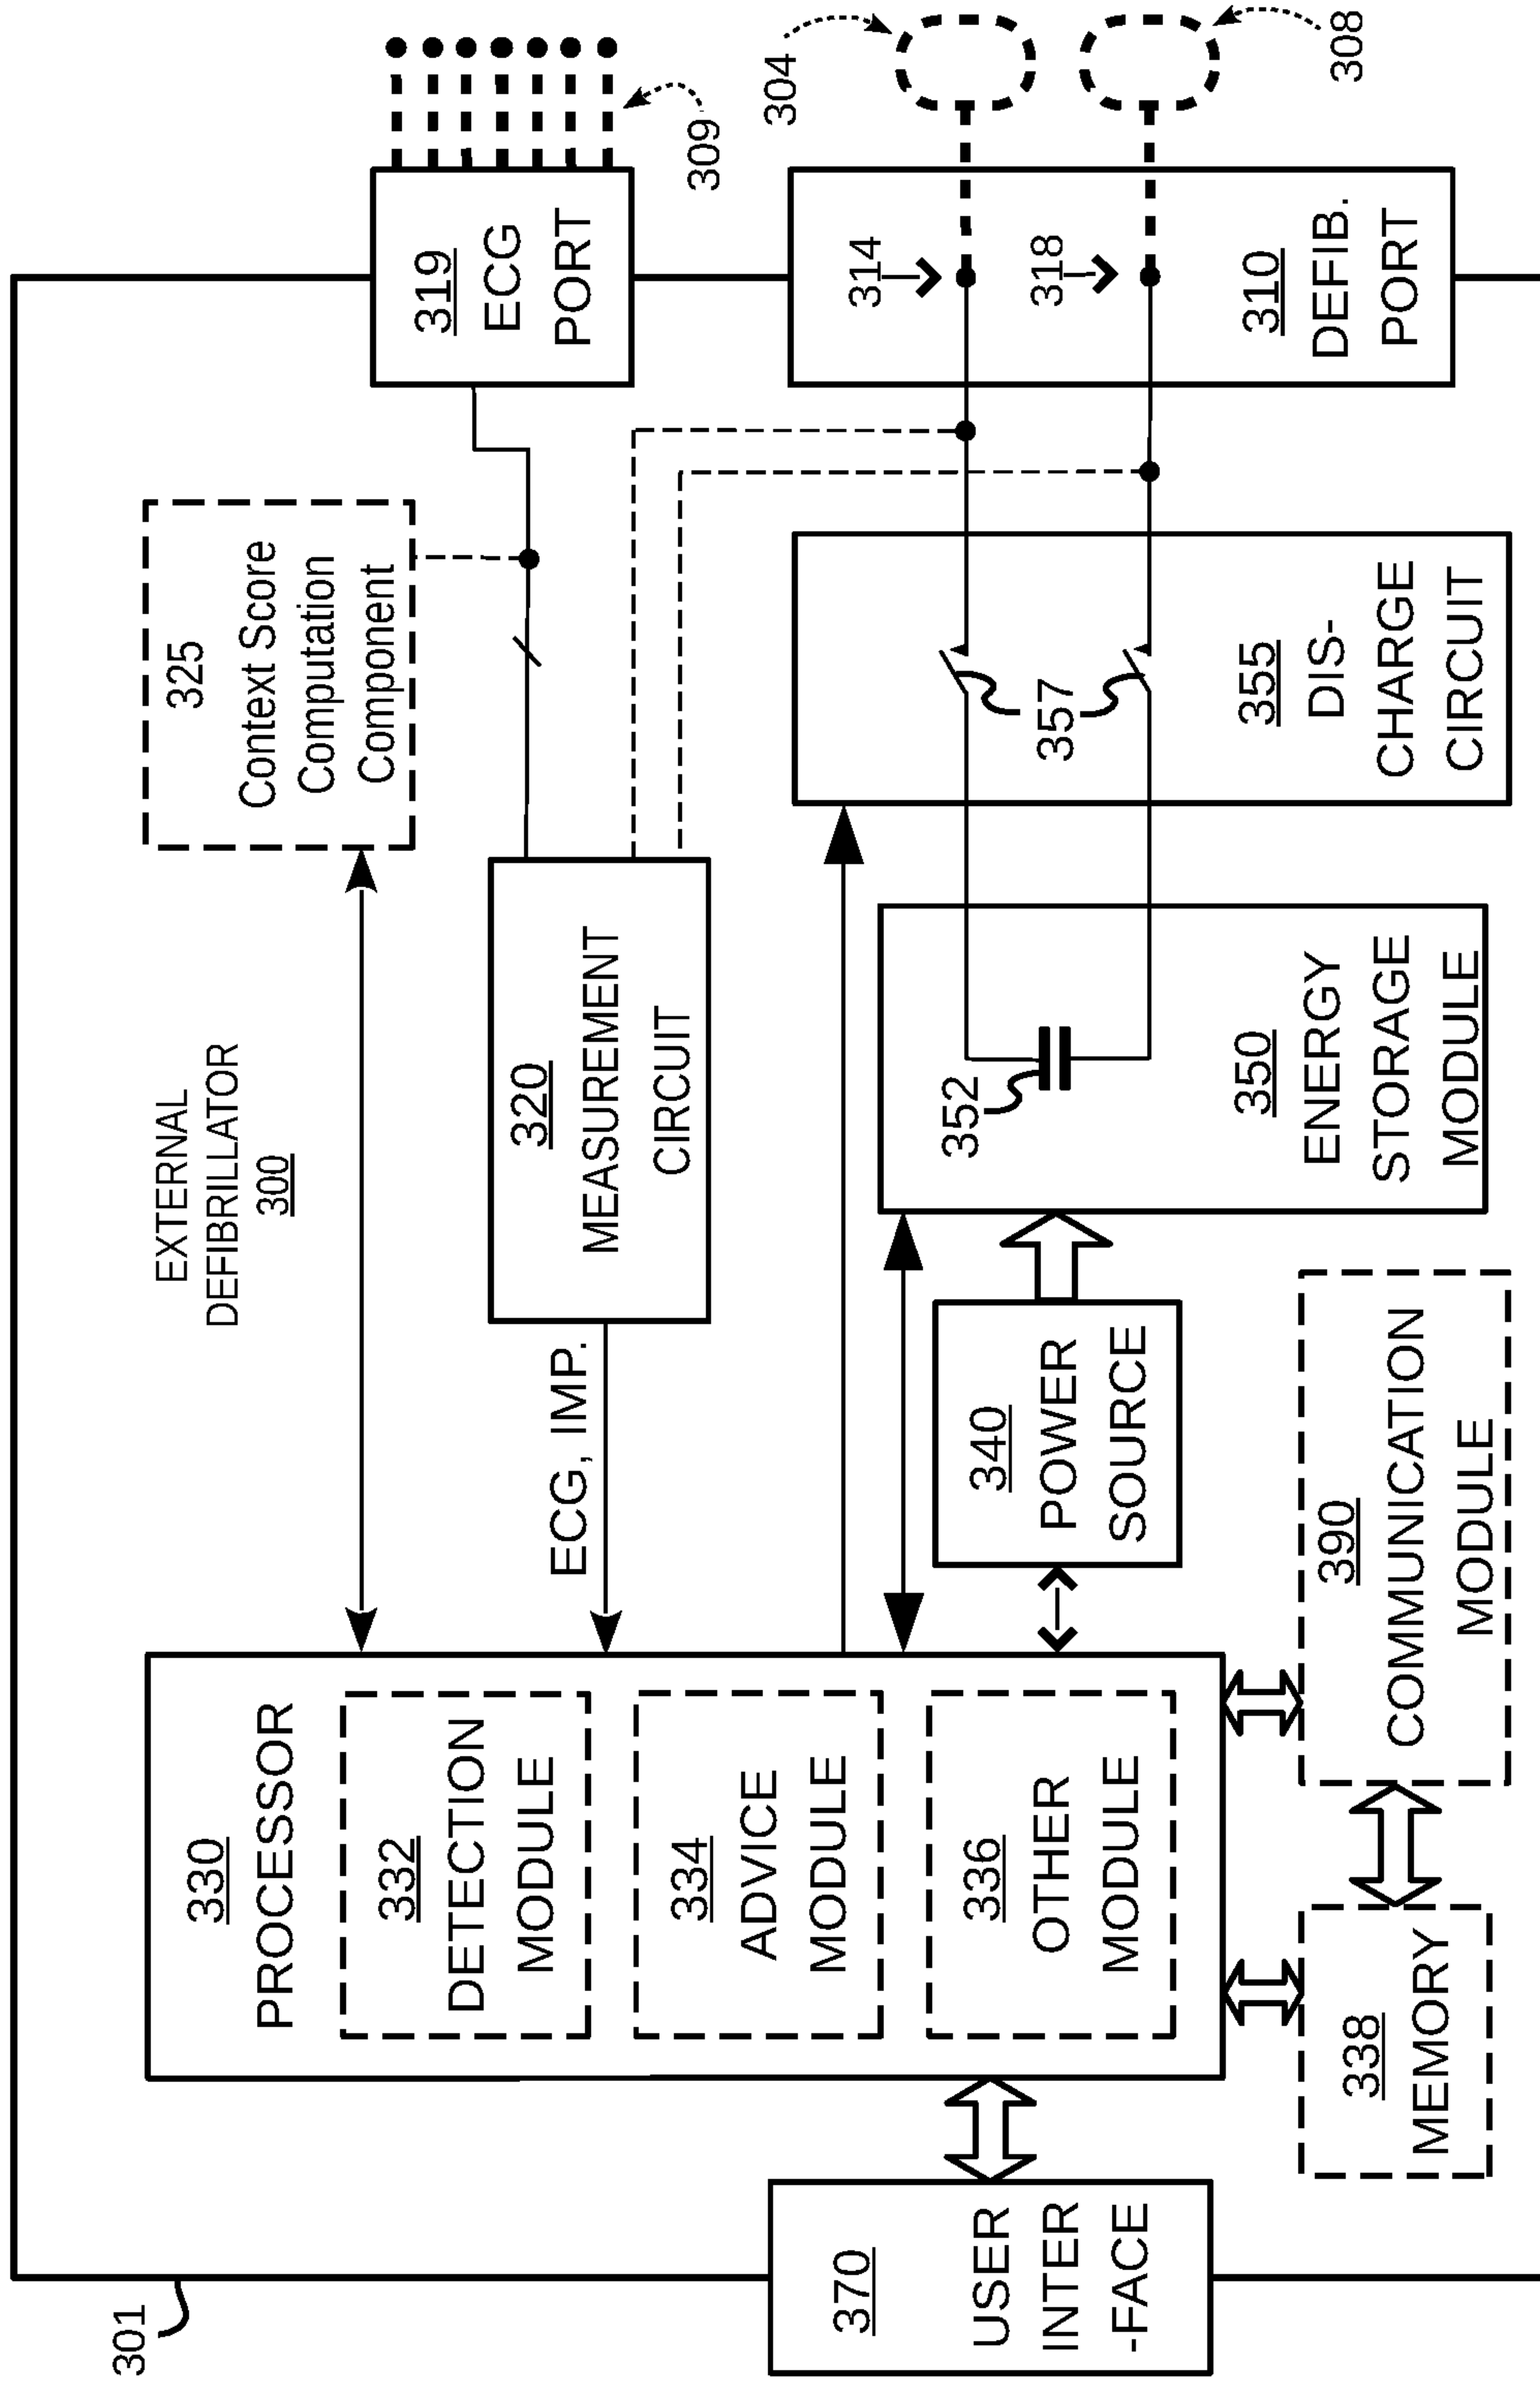 301
EXTERNAL
DEFIBRILLATOR
300
325
Context Score
Computation
Component
319
ECG
PORT
309
304
308
330
PROCESSOR
332
DETECTION
MODULE
334
ADVICE
MODULE
336
OTHER
MODULE
ECG, IMP.
320
MEASUREMENT
CIRCUIT
314
318
310
DEFIB.
PORT
357
355
DIS-
CHARGE
CIRCUIT
352
350
ENERGY
STORAGE
MODULE
340
POWER
SOURCE
370
USER
INTER
-FACE
338
MEMORY
390
COMMUNICATION
MODULE